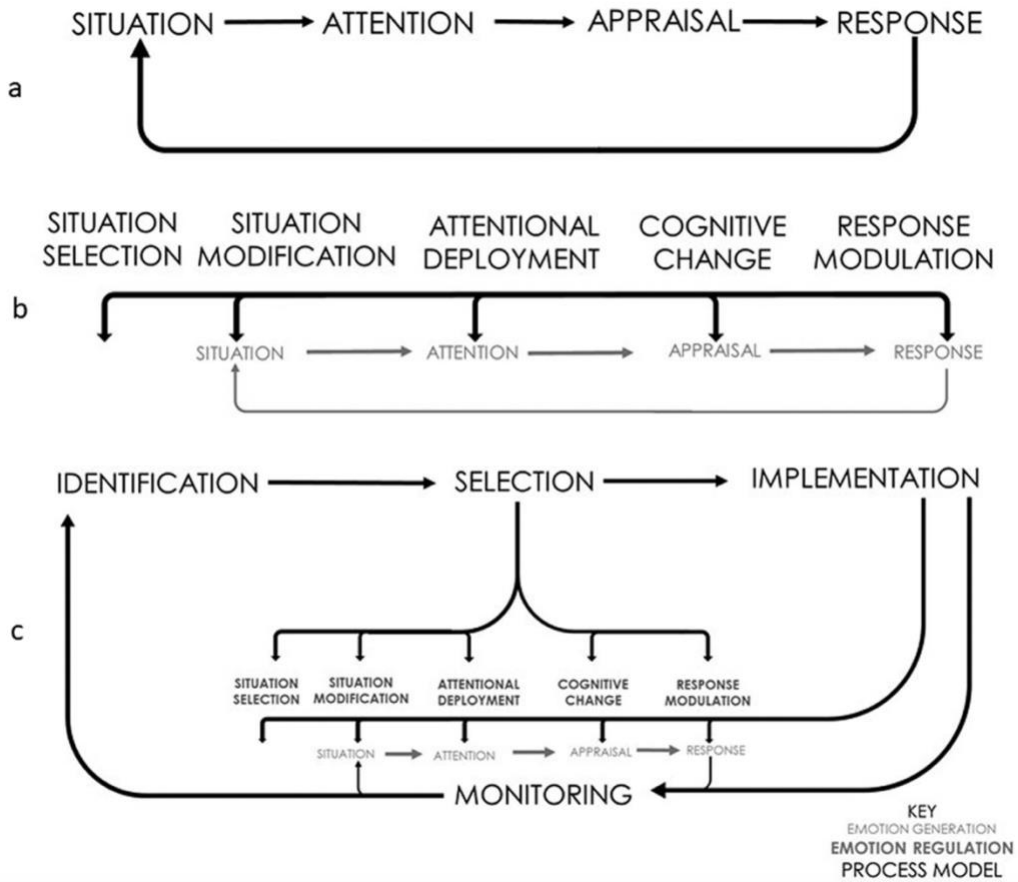 SITUATION ATTENTION APPRAISAL RESPONSE
a
SITUATION SITUATION ATTENTIONAL COGNITIVE RESPONSE
SELECTION MODIFICATION DEPLOYMENT CHANGE MODULATION
b
SITUATION ATTENTION APPRAISAL RESPONSE
IDENTIFICATION SELECTION IMPLEMENTATION
c
SITUATION SITUATION ATTENTIONAL COGNITIVE RESPONSE
SELECTION MODIFICATION DEPLOYMENT CHANGE MODULATION
SITUATION ATTENTION APPRAISAL RESPONSE
MONITORING
KEY
EMOTION GENERATION
EMOTION REGULATION
PROCESS MODEL